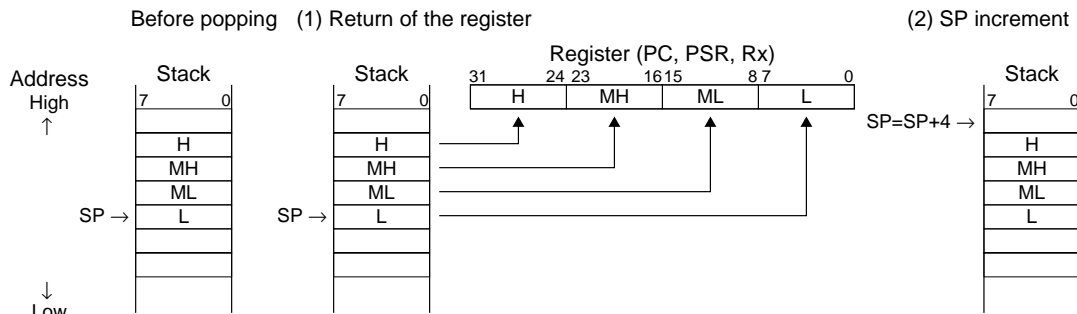 Before popping (1) Return of the register (2) SP increment
Register (PC, PSR, Rx)
Address Stack Stack 31 24 23 16 15 8 7 0 Stack
High 7 0 7 0 H MH ML L 7 0
↑ SP=SP+4 →
H H H
MH MH MH
ML ML ML
SP → L SP → L L
↓
Low